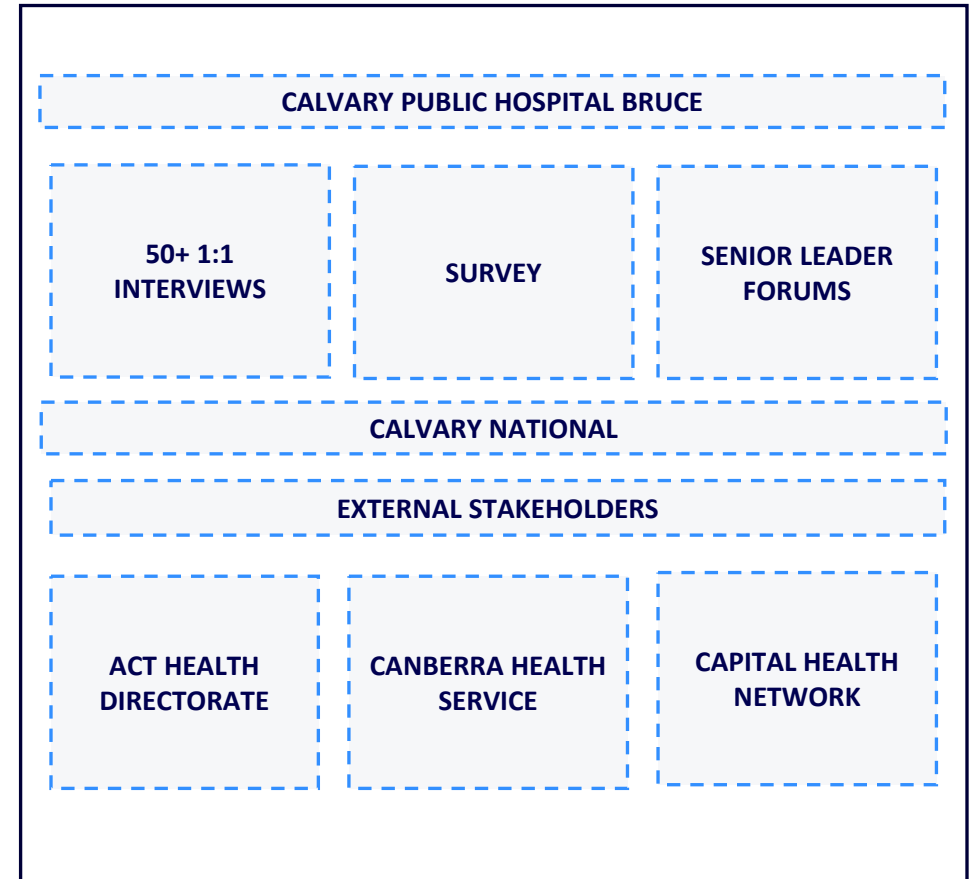 CALVARY PUBLIC HOSPITAL BRUCE
50+ 1:1
INTERVIEWS
SURVEY
SENIOR LEADER
FORUMS
CALVARY NATIONAL
EXTERNAL STAKEHOLDERS
ACT HEALTH
DIRECTORATE
CANBERRA HEALTH
SERVICE
CAPITAL HEALTH
NETWORK